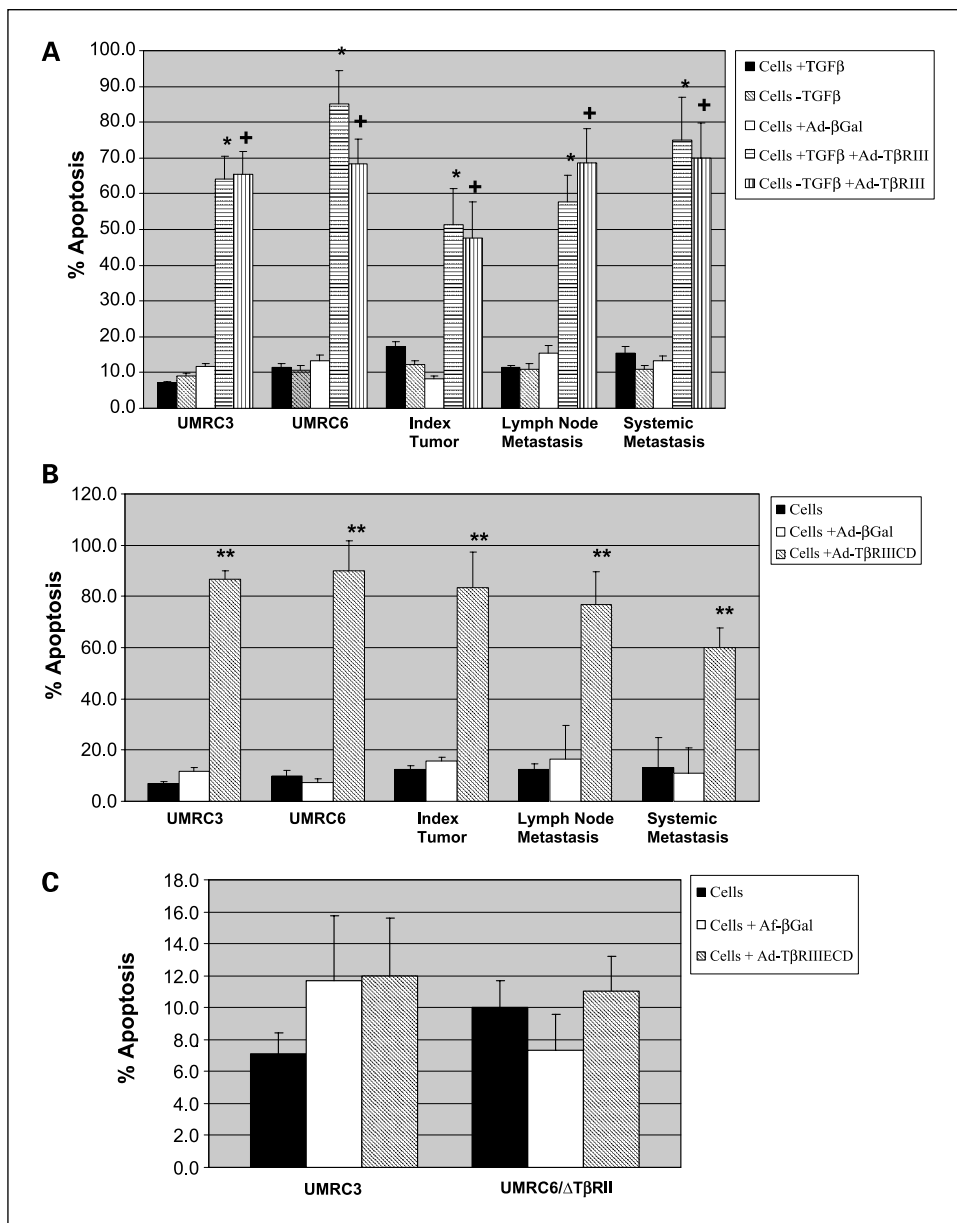 A
100.0
90.0
80.0
70.0
60.0
50.0
40.0
30.0
20.0
10.0
0.0
% Apoptosis
* + * + * + * + * +
UMRC3 UMRC6 Index Tumor Lymph Node Metastasis Systemic Metastasis
Cells +TGFβ
Cells -TGFβ
Cells +Ad-βGal
Cells +TGFβ +Ad-TβRIII
Cells -TGFβ +Ad-TβRIII
B
120.0
100.0
80.0
60.0
40.0
20.0
0.0
% Apoptosis
** ** ** ** **
UMRC3 UMRC6 Index Tumor Lymph Node Metastasis Systemic Metastasis
Cells
Cells +Ad-βGal
Cells +Ad-TβRIIICD
C
18.0
16.0
14.0
12.0
10.0
8.0
6.0
4.0
2.0
0.0
% Apoptosis
UMRC3 UMRC6/ΔTβRII
Cells
Cells + Af-βGal
Cells + Ad-TβRIIIECD